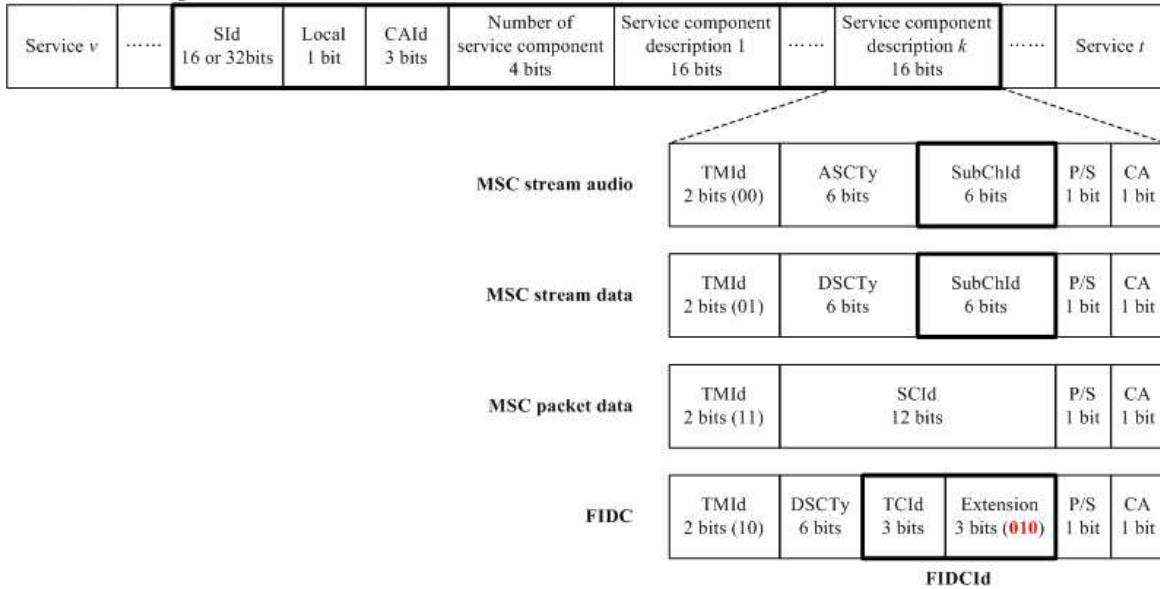 Service v
……
SId
16 or 32bits
Local
1 bit
CAId
3 bits
Number of
service component
4 bits
Service component
description 1
16 bits
……
Service component
description k
16 bits
……
Service t
MSC stream audio
TMId
2 bits (00)
ASCTy
6 bits
SubChId
6 bits
P/S
1 bit
CA
1 bit
MSC stream data
TMId
2 bits (01)
DSCTy
6 bits
SubChId
6 bits
P/S
1 bit
CA
1 bit
MSC packet data
TMId
2 bits (11)
SCId
12 bits
P/S
1 bit
CA
1 bit
FIDC
TMId
2 bits (10)
DSCTy
6 bits
TCId
3 bits
Extension
3 bits (010)
P/S
1 bit
CA
1 bit
FIDCId